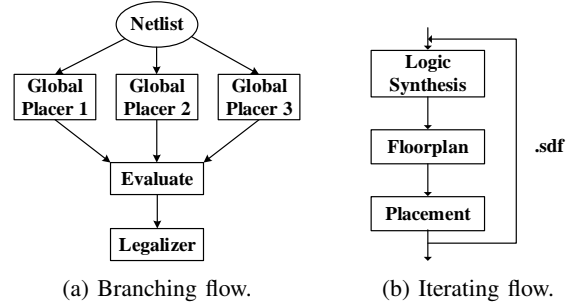 Netlist
Global
Placer 1
Global
Placer 2
Global
Placer 3
Evaluate
Legalizer
(a) Branching flow.
Logic
Synthesis
Floorplan
Placement
.sdf
(b) Iterating flow.